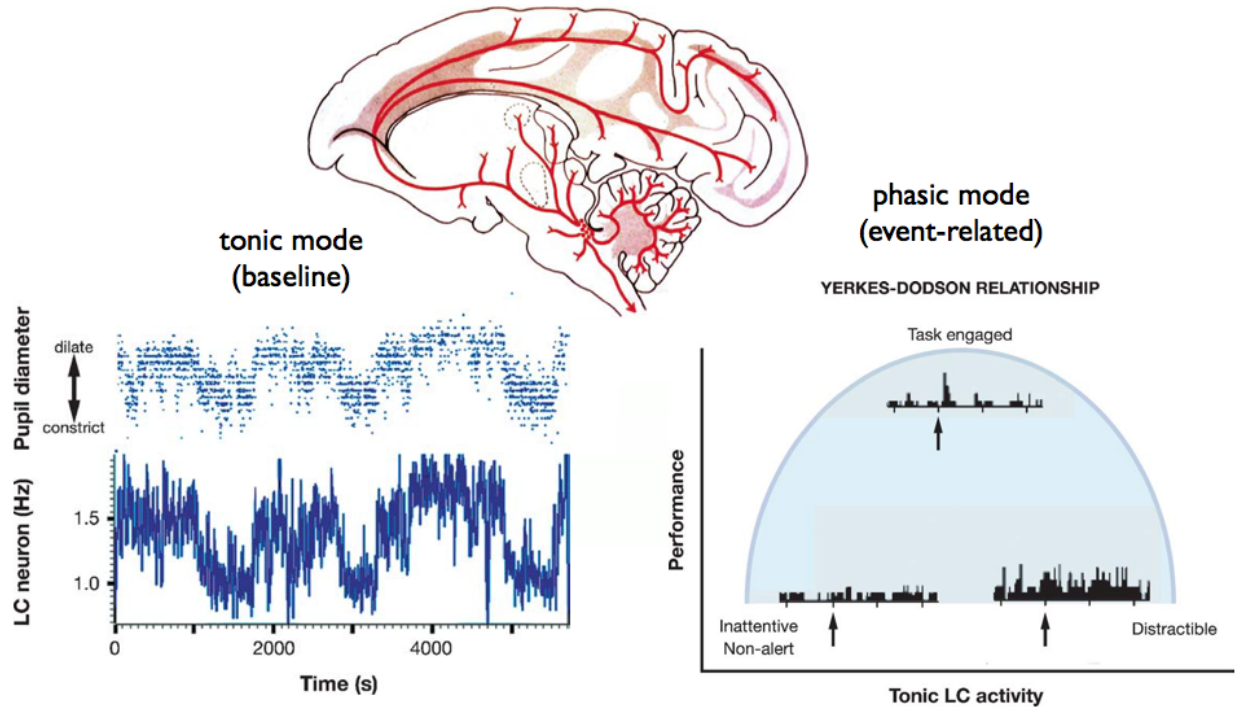 tonic mode
(baseline)
phasic mode
(event-related)
Pupil diameter
dilate
constrict
LC neuron (Hz)
1.5
1.0
0
2000
4000
Time (s)
YERKES-DODSON RELATIONSHIP
Task engaged
Performance
Inattentive
Non-alert
Distractible
Tonic LC activity